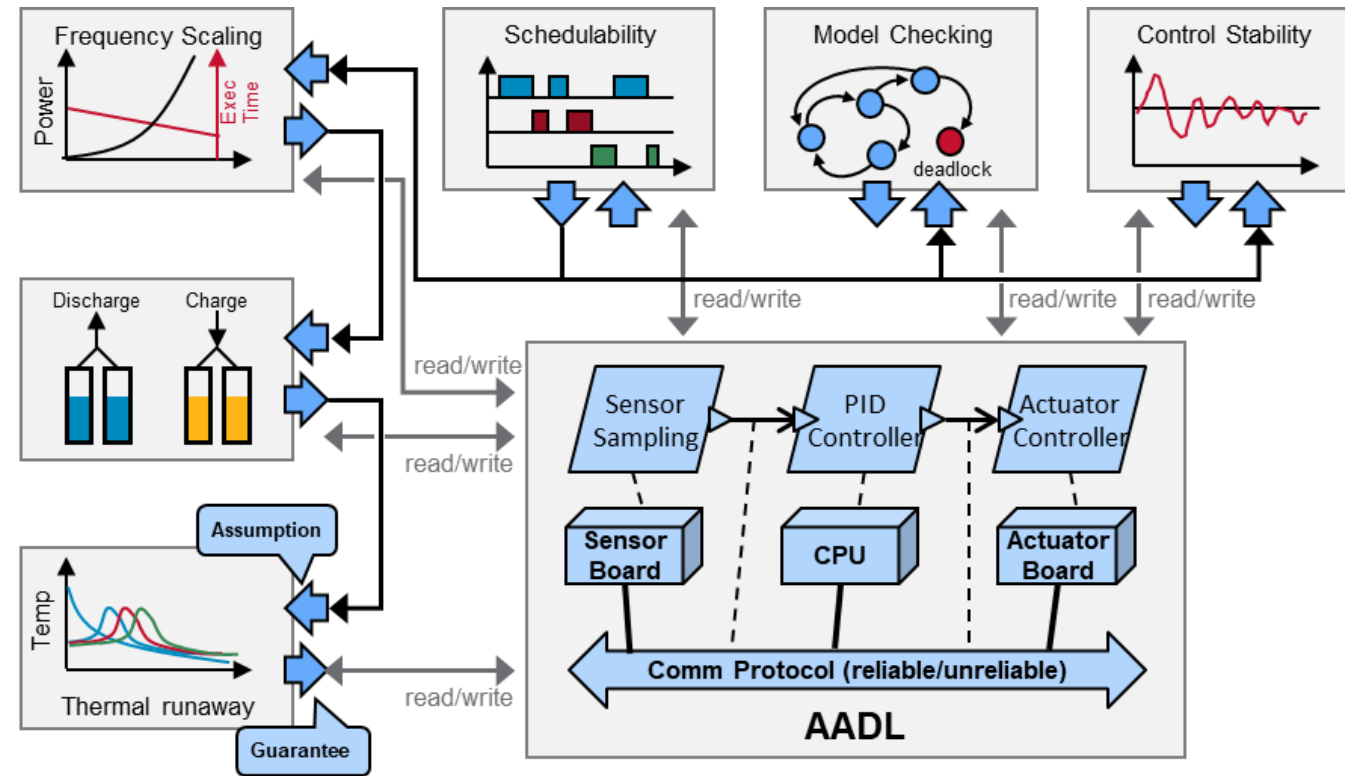 Frequency Scaling
Power
Exec
Time
Schedulability
Model Checking
deadlock
Control Stability
read/write
read/write
read/write
Discharge
Charge
read/write
read/write
Assumption
Temp
Thermal runaway
read/write
Guarantee
Sensor
Sampling
PID
Controller
Actuator
Controller
Sensor
Board
CPU
Actuator
Board
Comm Protocol (reliable/unreliable)
AADL